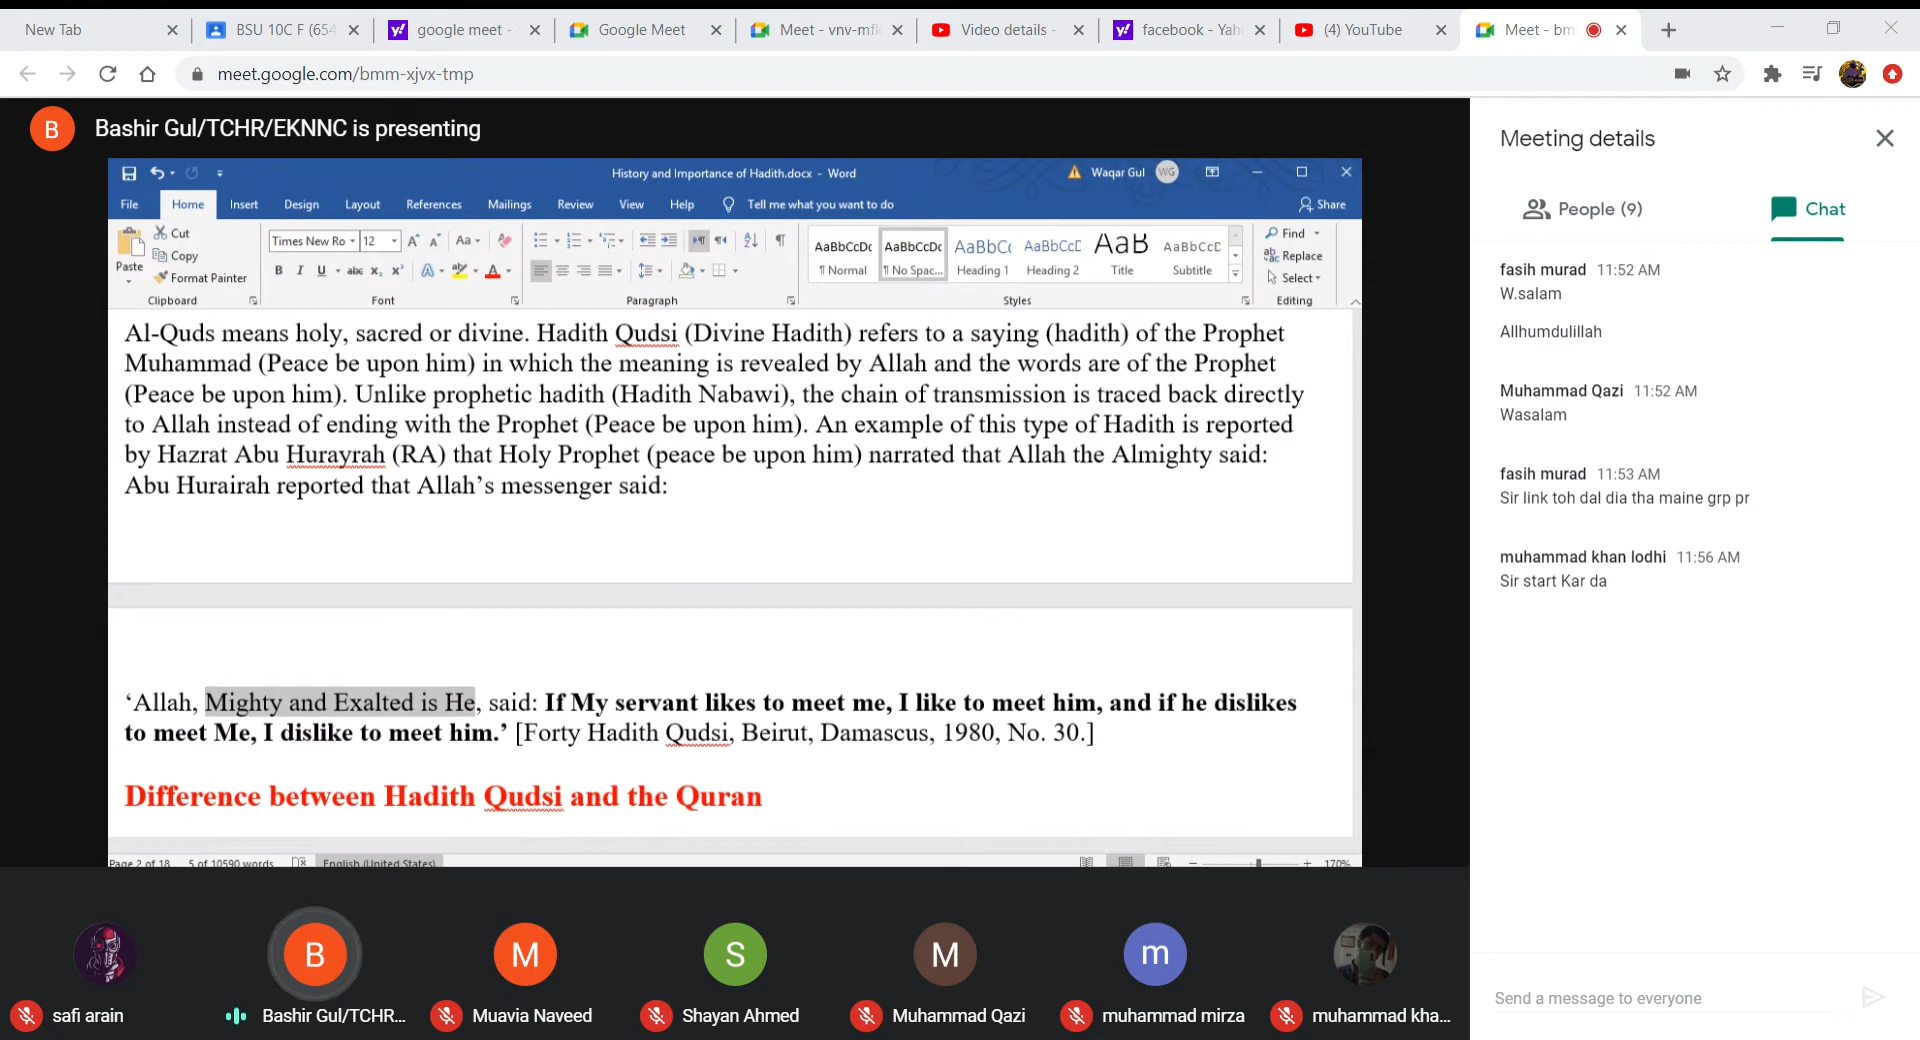 New Tab
BSU 10C F (654
google meet -
Google Meet
Meet - vnv-mfk
Video details -
facebook - Yah
(4) YouTube
Meet - bm
meet.google.com/bmm-xjvx-tmp
B
Bashir Gul/TCHR/EKNNC is presenting
History and Importance of Hadith.docx - Word
Waqar Gul
WG
File
Home
Insert
Design
Layout
References
Mailings
Review
View
Help
Tell me what you want to do
Share
Paste
Cut
Copy
Format Painter
Clipboard
Times New Ro
12
Font
Paragraph
AaBbCcDc
¶ Normal
AaBbCcDc
¶ No Spac...
AaBbC
Heading 1
AaBbCcC
Heading 2
AaB
Title
AaBbCcC
Subtitle
Styles
Find
Replace
Select
Editing
Al-Quds means holy, sacred or divine. Hadith Qudsi (Divine Hadith) refers to a saying (hadith) of the Prophet
Muhammad (Peace be upon him) in which the meaning is revealed by Allah and the words are of the Prophet
(Peace be upon him). Unlike prophetic hadith (Hadith Nabawi), the chain of transmission is traced back directly
to Allah instead of ending with the Prophet (Peace be upon him). An example of this type of Hadith is reported
by Hazrat Abu Hurayrah (RA) that Holy Prophet (peace be upon him) narrated that Allah the Almighty said:
Abu Hurairah reported that Allah’s messenger said:
‘Allah, Mighty and Exalted is He, said: If My servant likes to meet me, I like to meet him, and if he dislikes
to meet Me, I dislike to meet him.’ [Forty Hadith Qudsi, Beirut, Damascus, 1980, No. 30.]
Difference between Hadith Qudsi and the Quran
Page 2 of 18
5 of 10590 words
English (United States)
170%
B
M
S
M
m
safi arain
Bashir Gul/TCHR...
Muavia Naveed
Shayan Ahmed
Muhammad Qazi
muhammad mirza
muhammad kha...
Meeting details
People (9)
Chat
fasih murad 11:52 AM
W.salam
Allhumdulillah
Muhammad Qazi 11:52 AM
Wasalam
fasih murad 11:53 AM
Sir link toh dal dia tha maine grp pr
muhammad khan lodhi 11:56 AM
Sir start Kar da
Send a message to everyone